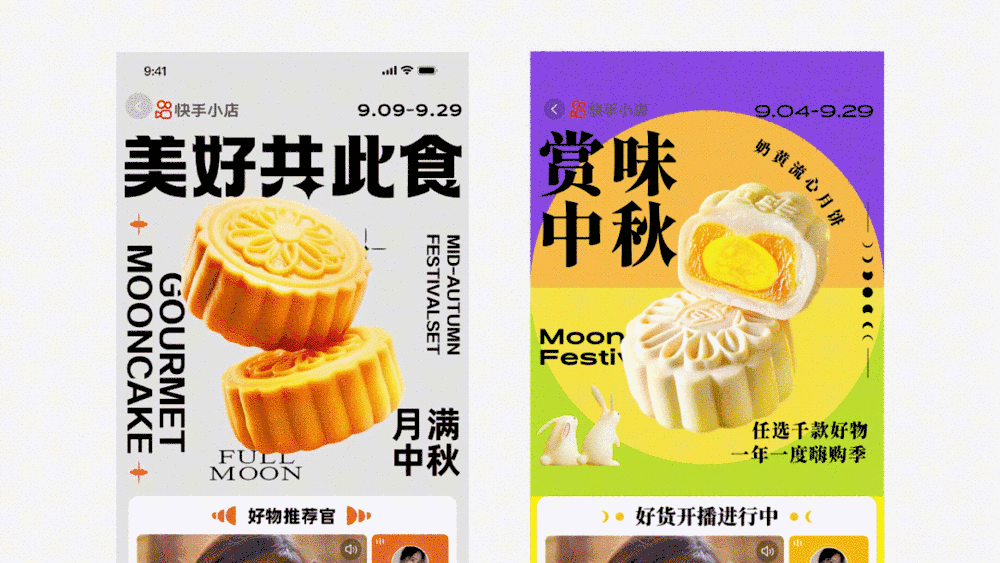 9:41
快手小店
9.09-9.29
美好共此食
GOURMET
MOONCAKE
MID-AUTUMN
FESTIVALSET
满月
中秋
FULL
MOON
好物推荐官
快手小店
9.04-9.29
赏味
中秋
奶黄流心月饼
Moon
Festiv
任选千款好物
一年一度嗨购季
好货开播进行中